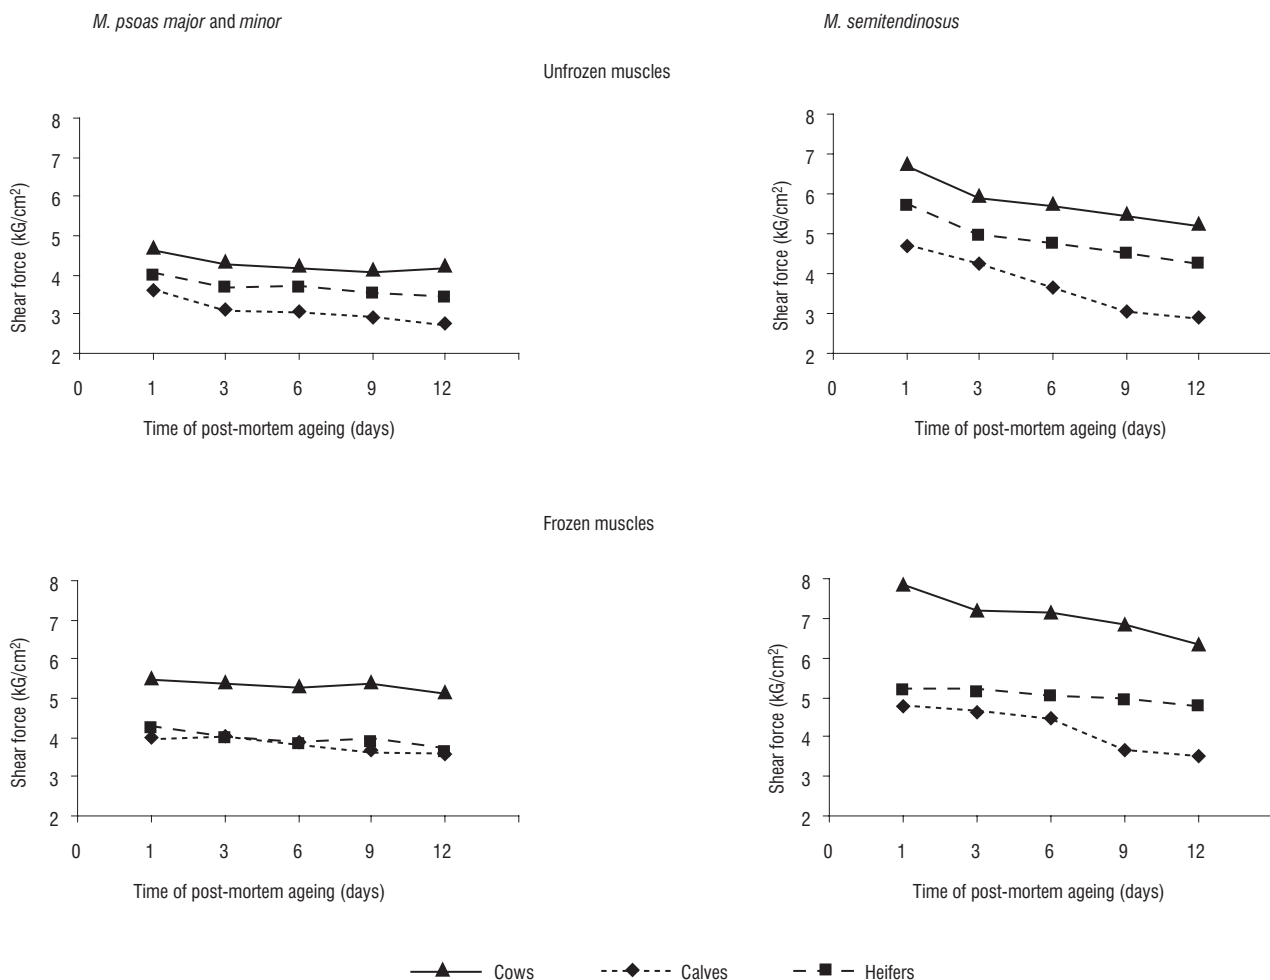 M. psoas major and minor
M. semitendinosus
Unfrozen muscles
8
7
6
5
4
3
2
Shear force (kG/cm²)
0 1 3 6 9 12
Time of post-mortem ageing (days)
8
7
6
5
4
3
2
Shear force (kG/cm²)
0 1 3 6 9 12
Time of post-mortem ageing (days)
Frozen muscles
8
7
6
5
4
3
2
Shear force (kG/cm²)
0 1 3 6 9 12
Time of post-mortem ageing (days)
8
7
6
5
4
3
2
Shear force (kG/cm²)
0 1 3 6 9 12
Time of post-mortem ageing (days)
Cows Calves Heifers